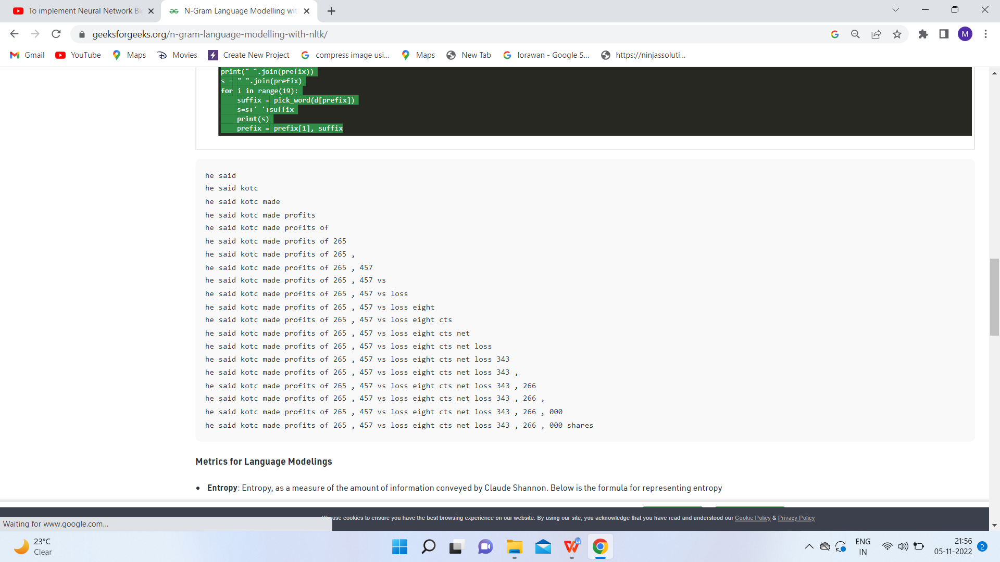 To implement Neural Network Bi
N-Gram Language Modelling wit
geeksforgeeks.org/n-gram-language-modelling-with-nltk/
M
Gmail
YouTube
Maps
Movies
Create New Project
compress image usi...
Maps
New Tab
lorawan - Google S...
https://ninjassoluti...
print(" ".join(prefix))
s = " ".join(prefix)
for i in range(19):
    suffix = pick_word(d[prefix])
    s=s+' '+suffix
    print(s)
    prefix = prefix[1], suffix
he said
he said kotc
he said kotc made
he said kotc made profits
he said kotc made profits of
he said kotc made profits of 265
he said kotc made profits of 265 ,
he said kotc made profits of 265 , 457
he said kotc made profits of 265 , 457 vs
he said kotc made profits of 265 , 457 vs loss
he said kotc made profits of 265 , 457 vs loss eight
he said kotc made profits of 265 , 457 vs loss eight cts
he said kotc made profits of 265 , 457 vs loss eight cts net
he said kotc made profits of 265 , 457 vs loss eight cts net loss
he said kotc made profits of 265 , 457 vs loss eight cts net loss 343
he said kotc made profits of 265 , 457 vs loss eight cts net loss 343 ,
he said kotc made profits of 265 , 457 vs loss eight cts net loss 343 , 266
he said kotc made profits of 265 , 457 vs loss eight cts net loss 343 , 266 ,
he said kotc made profits of 265 , 457 vs loss eight cts net loss 343 , 266 , 000
he said kotc made profits of 265 , 457 vs loss eight cts net loss 343 , 266 , 000 shares
Metrics for Language Modelings
• Entropy: Entropy, as a measure of the amount of information conveyed by Claude Shannon. Below is the formula for representing entropy
use cookies to ensure you have the best browsing experience on our website. By using our site, you acknowledge that you have read and understood our Cookie Policy & Privacy Policy
Waiting for www.google.com...
23°C
Clear
ENG
IN
21:56
05-11-2022
2